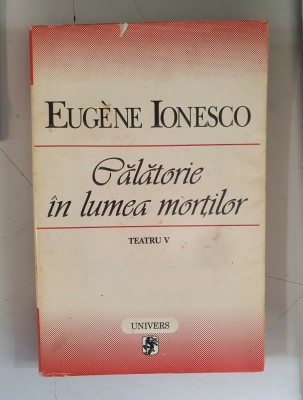 EUGÈNE IONESCO
Călătorie
în lumea morților
TEATRU V
UNIVERS